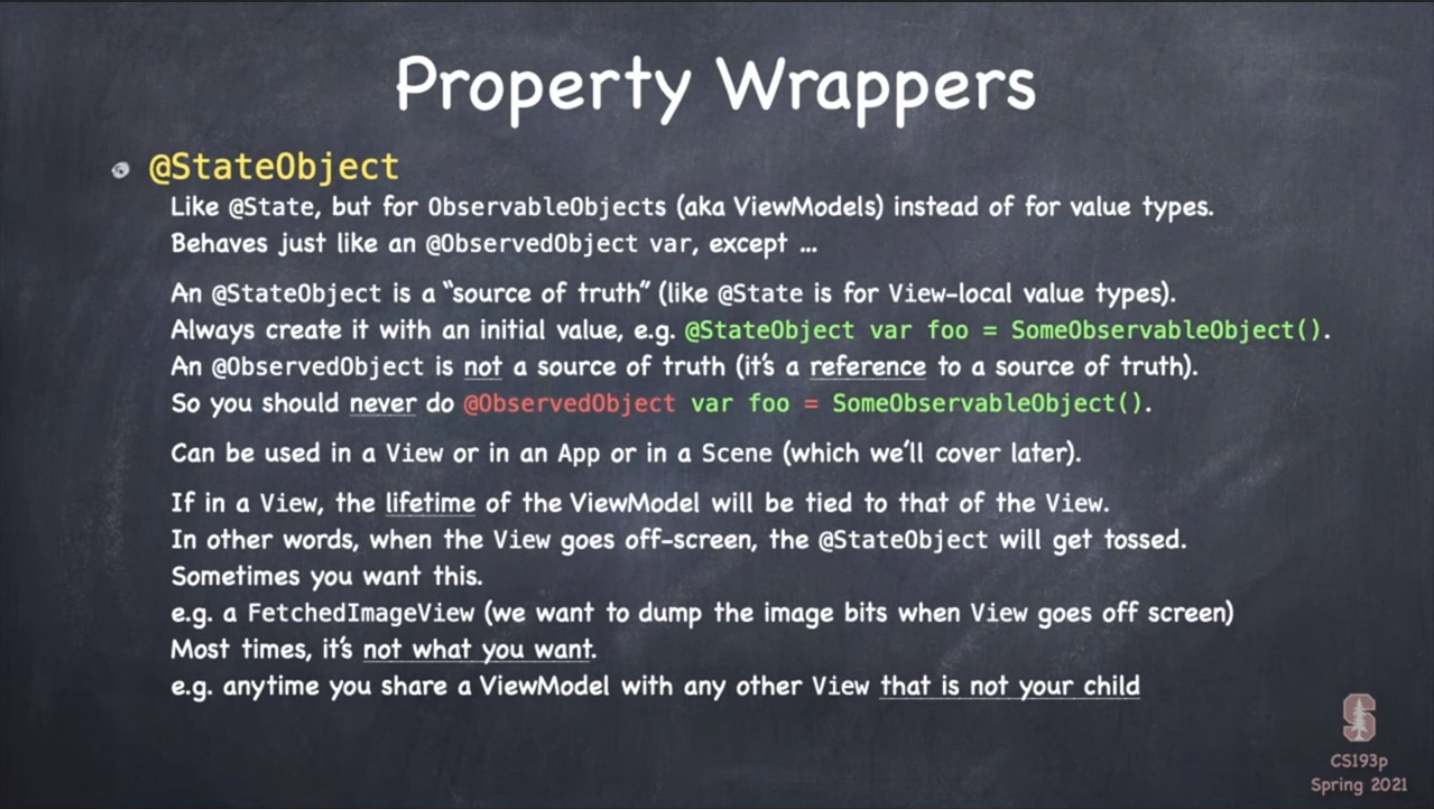 Property Wrappers
@StateObject
Like @State, but for ObservableObjects (aka ViewModels) instead of for value types.
Behaves just like an @ObservedObject var, except ...
An @StateObject is a “source of truth” (like @State is for View-local value types).
Always create it with an initial value, e.g. @StateObject var foo = SomeObservableObject().
An @ObservedObject is not a source of truth (it’s a reference to a source of truth).
So you should never do @ObservedObject var foo = SomeObservableObject().
Can be used in a View or in an App or in a Scene (which we’ll cover later).
If in a View, the lifetime of the ViewModel will be tied to that of the View.
In other words, when the View goes off-screen, the @StateObject will get tossed.
Sometimes you want this.
e.g. a FetchedImageView (we want to dump the image bits when View goes off screen)
Most times, it’s not what you want.
e.g. anytime you share a ViewModel with any other View that is not your child
S
CS193p
Spring 2021